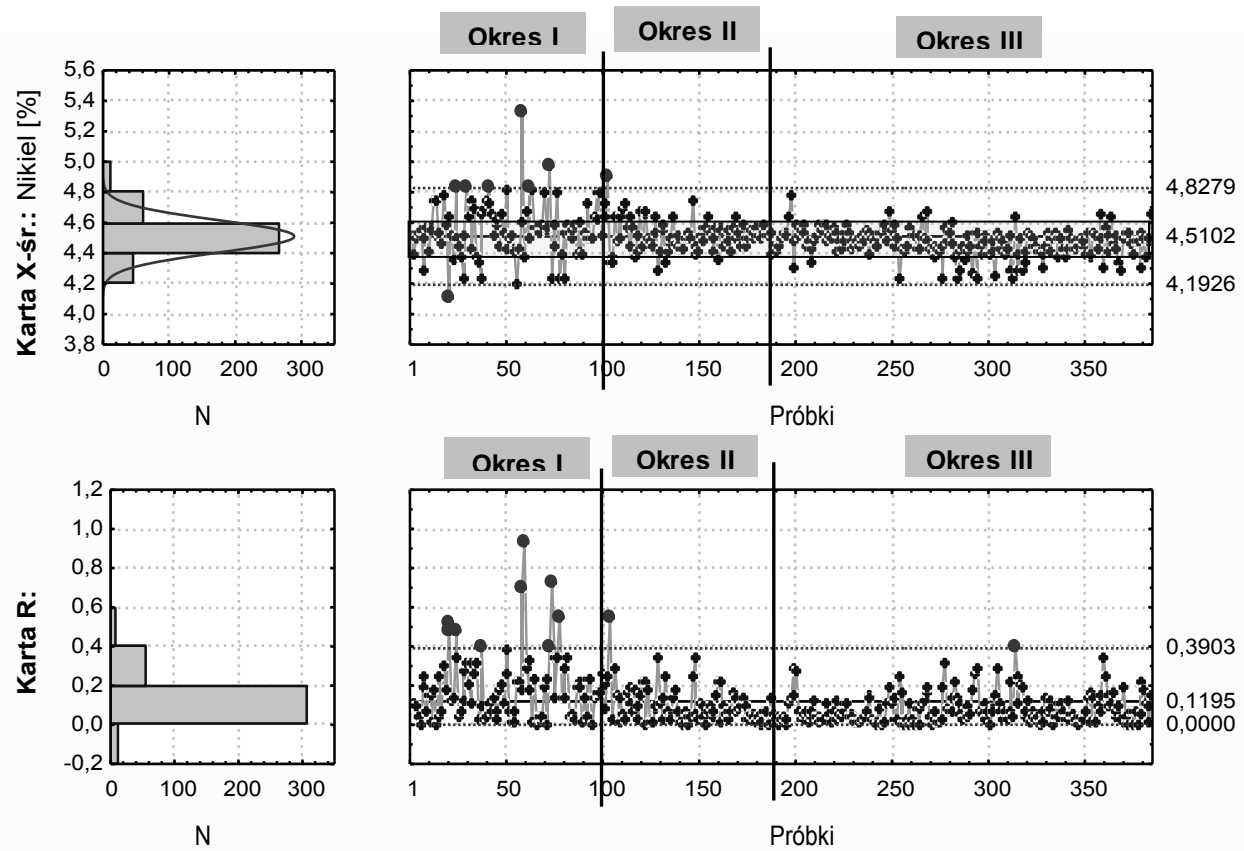 Okres I Okres II Okres III
Karta X-śr.: Nikiel [%]
5,6
5,4
5,2
5,0
4,8
4,6
4,4
4,2
4,0
3,8
0 100 200 300
N
4,8279
4,5102
4,1926
1 50 100 150 200 250 300 350
Próbki
Okres I Okres II Okres III
Karta R:
1,2
1,0
0,8
0,6
0,4
0,2
0,0
-0,2
0 100 200 300
N
0,3903
0,1195
0,0000
1 50 100 150 200 250 300 350
Próbki